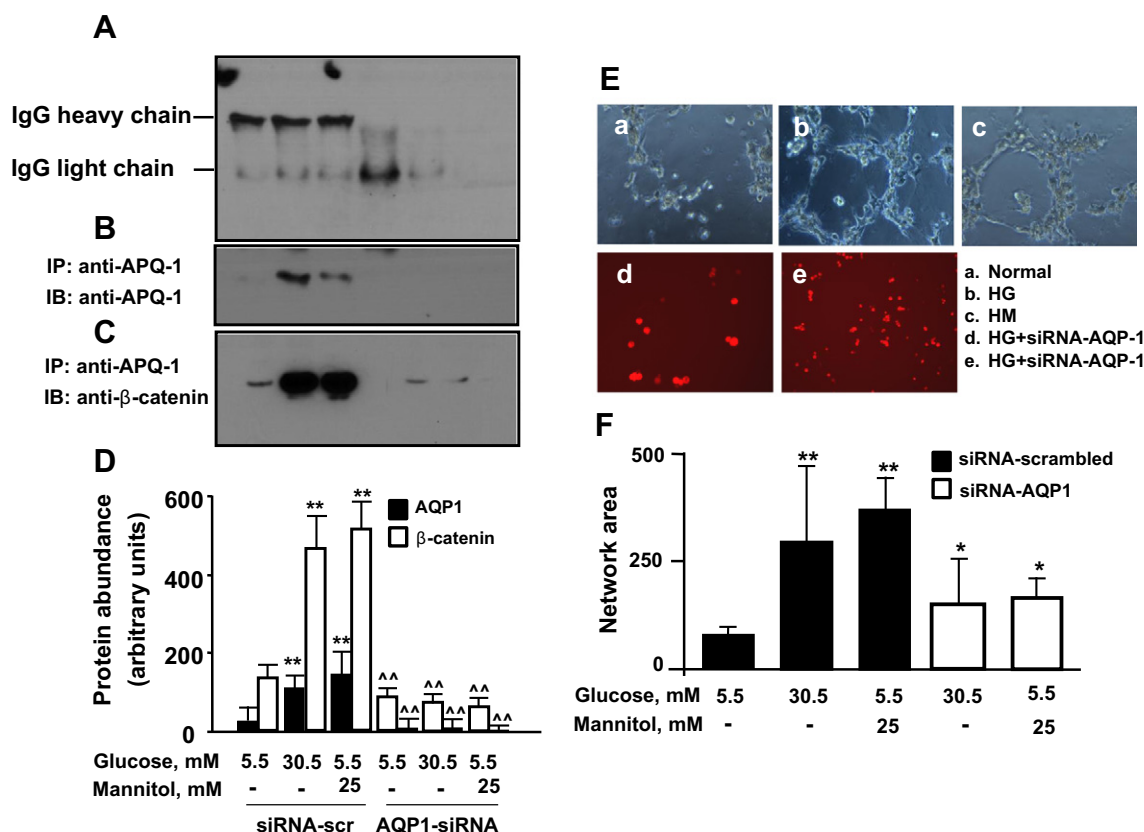 A
IgG heavy chain
IgG light chain
B
IP: anti-APQ-1
IB: anti-APQ-1
C
IP: anti-APQ-1
IB: anti-β-catenin
D
Protein abundance
(arbitrary units)
600
400
200
0
** ** ** **
^^ ^^ ^^ ^^ ^^ ^^
AQP1
β-catenin
Glucose, mM 5.5 30.5 5.5 5.5 30.5 5.5
Mannitol, mM - - 25 - - 25
siRNA-scr AQP1-siRNA
E
a b c
d e
a. Normal
b. HG
c. HM
d. HG+siRNA-AQP-1
e. HG+siRNA-AQP-1
F
Network area
500
250
0
** ** * *
siRNA-scrambled
siRNA-AQP1
Glucose, mM 5.5 30.5 5.5 30.5 5.5
Mannitol, mM - - 25 - 25